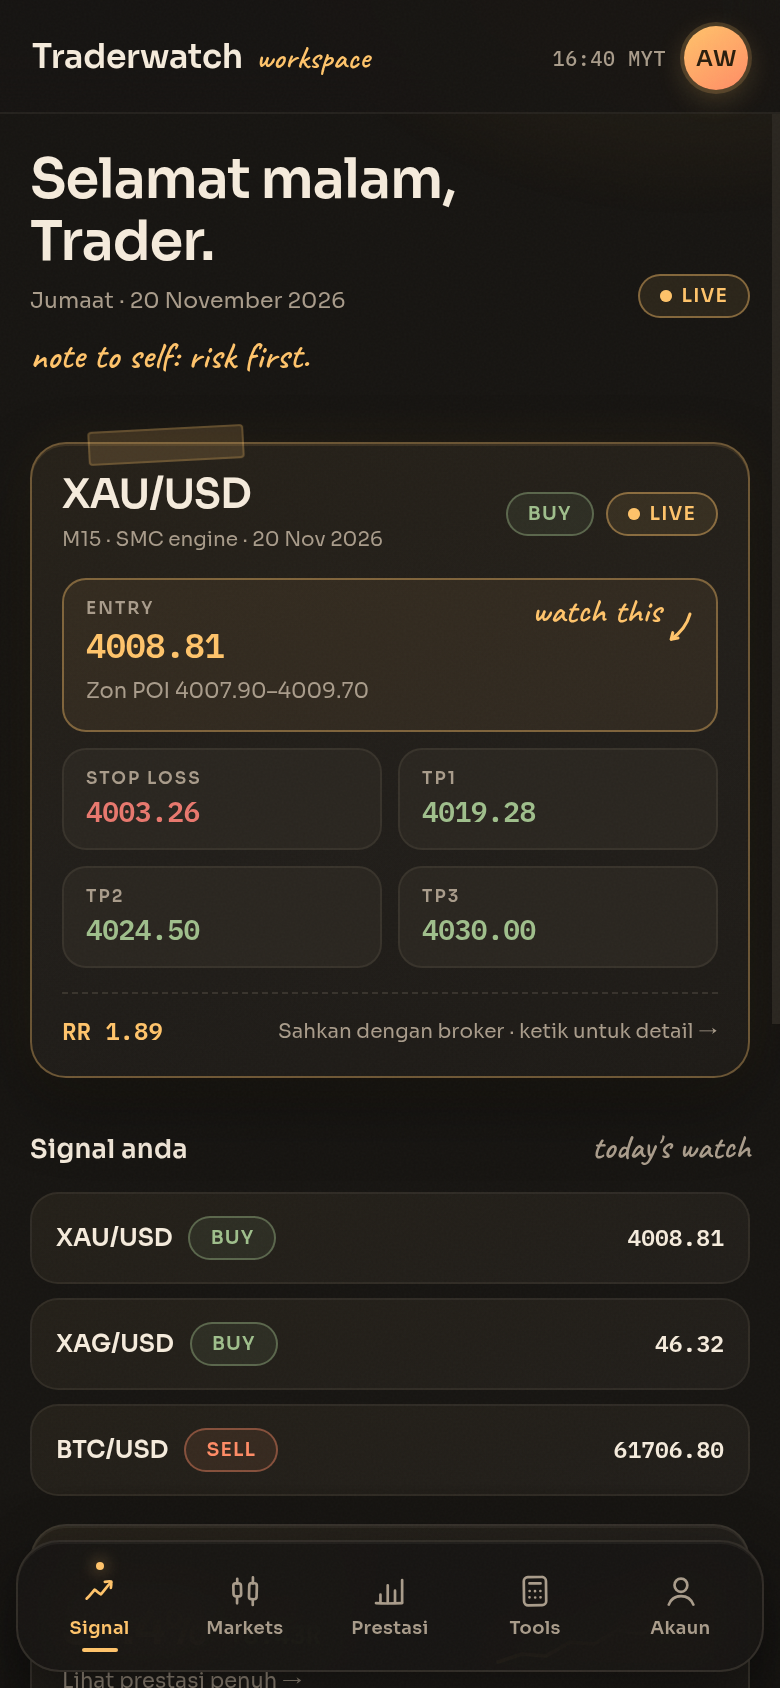 Traderwatch workspace 16:40 MYT AW
Selamat malam,
Trader.
Jumaat · 20 November 2026
LIVE
note to self: risk first.
XAU/USD
M15 · SMC engine · 20 Nov 2026
BUY LIVE
ENTRY
watch this
4008.81
Zon POI 4007.90–4009.70
STOP LOSS
4003.26
TP1
4019.28
TP2
4024.50
TP3
4030.00
RR 1.89 Sahkan dengan broker · ketik untuk detail →
Signal anda today's watch
XAU/USD BUY 4008.81
XAG/USD BUY 46.32
BTC/USD SELL 61706.80
Signal Markets Prestasi Tools Akaun
Lihat prestasi penuh →